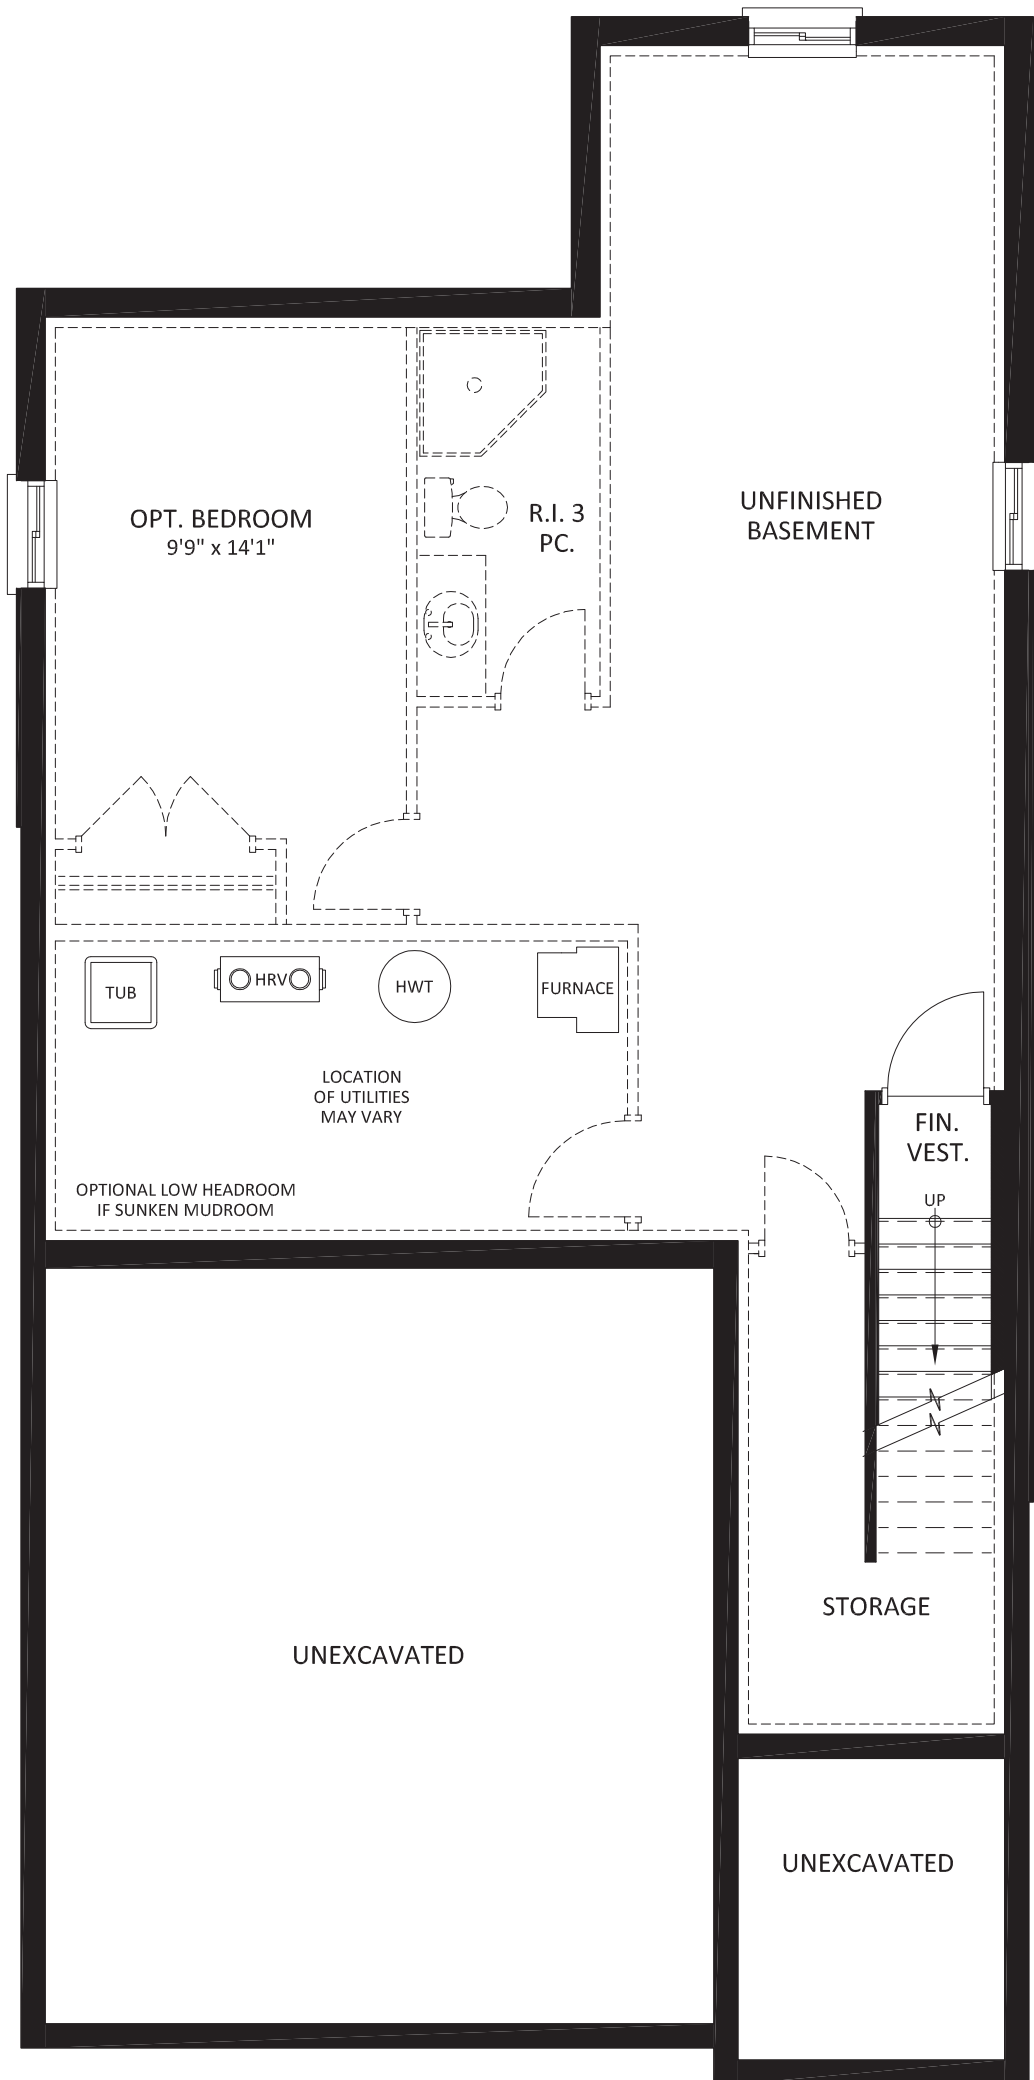 OPT. BEDROOM
9'9" x 14'1"
R.I. 3
PC.
UNFINISHED
BASEMENT
TUB
HRV
HWT
FURNACE
LOCATION
OF UTILITIES
MAY VARY
OPTIONAL LOW HEADROOM
IF SUNKEN MUDROOM
FIN.
VEST.
UP
STORAGE
UNEXCAVATED
UNEXCAVATED